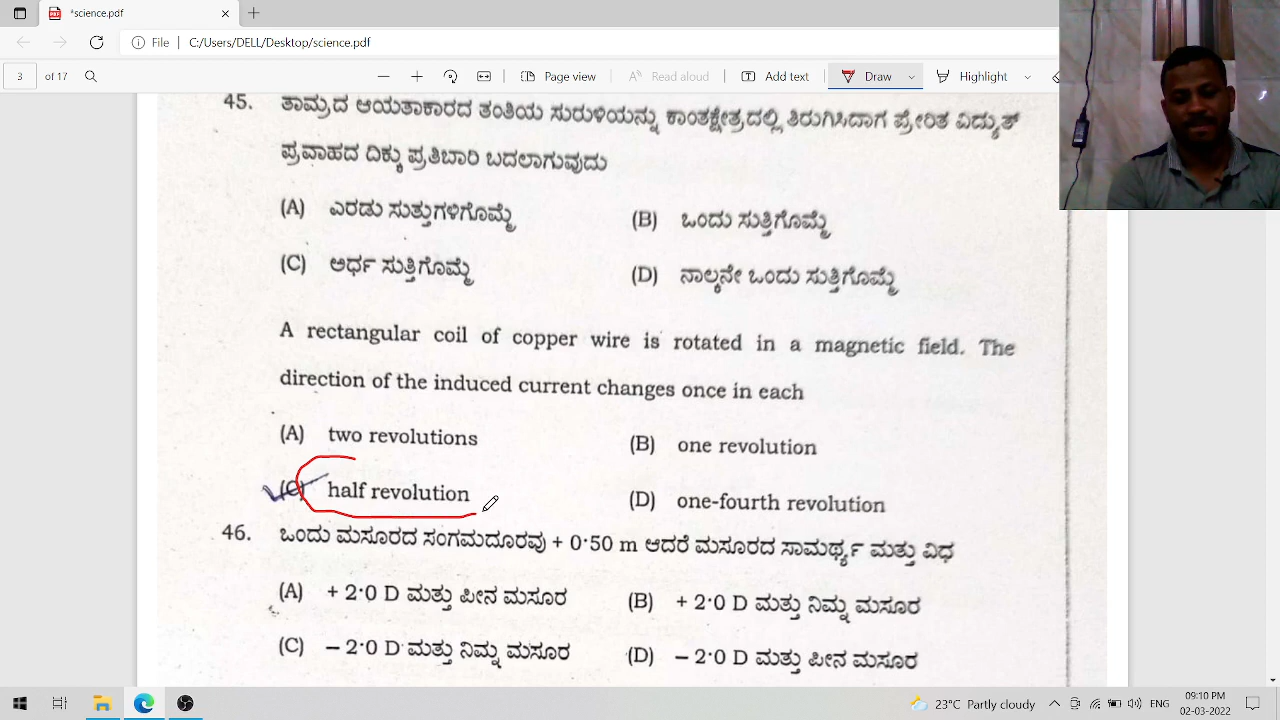 *science.pdf
File | C:/Users/DELL/Desktop/science.pdf
3 of 17
Page view
Read aloud
Add text
Draw
Highlight
45. ತಾಮ್ರದ ಆಯತಾಕಾರದ ತಂತಿಯ ಸುರುಳಿಯನ್ನು ಕಾಂತಕ್ಷೇತ್ರದಲ್ಲಿ ತಿರುಗಿಸಿದಾಗ ಪ್ರೇರಿತ ವಿದ್ಯುತ್
ಪ್ರವಾಹದ ದಿಕ್ಕು ಪ್ರತಿಬಾರಿ ಬದಲಾಗುವುದು
(A) ಎರಡು ಸುತ್ತುಗಳಿಗೊಮ್ಮೆ (B) ಒಂದು ಸುತ್ತಿಗೊಮ್ಮೆ
(C) ಅರ್ಧ ಸುತ್ತಿಗೊಮ್ಮೆ (D) ನಾಲ್ಕನೇ ಒಂದು ಸುತ್ತಿಗೊಮ್ಮೆ
A rectangular coil of copper wire is rotated in a magnetic field. The
direction of the induced current changes once in each
(A) two revolutions (B) one revolution
(C) half revolution (D) one-fourth revolution
46. ಒಂದು ಮಸೂರದ ಸಂಗಮದೂರವು + 0·50 m ಆದರೆ ಮಸೂರದ ಸಾಮರ್ಥ್ಯ ಮತ್ತು ವಿಧ
(A) + 2·0 D ಮತ್ತು ಪೀನ ಮಸೂರ (B) + 2·0 D ಮತ್ತು ನಿಮ್ನ ಮಸೂರ
(C) – 2·0 D ಮತ್ತು ನಿಮ್ನ ಮಸೂರ (D) – 2·0 D ಮತ್ತು ಪೀನ ಮಸೂರ
23°C Partly cloudy
ENG
09:10 PM
02-03-2022